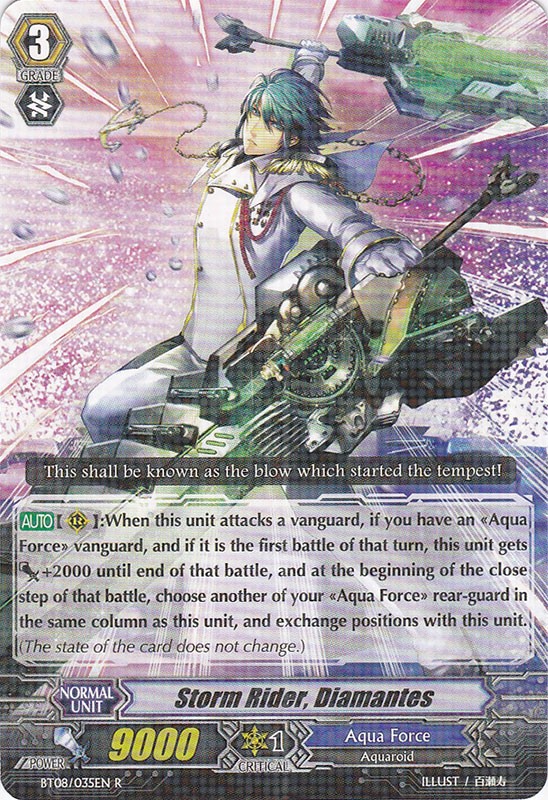 3
GRADE
This shall be known as the blow which started the tempest!
AUTO【 R 】:When this unit attacks a vanguard, if you have an «Aqua
Force» vanguard, and if it is the first battle of that turn, this unit gets
+2000 until end of that battle, and at the beginning of the close
step of that battle, choose another of your «Aqua Force» rear-guard in
the same column as this unit, and exchange positions with this unit.
(The state of the card does not change.)
NORMAL
UNIT
Storm Rider, Diamantes
POWER
9000
1
CRITICAL
Aqua Force
Aquaroid
BT08/035EN R
ILLUST / 百瀬寿